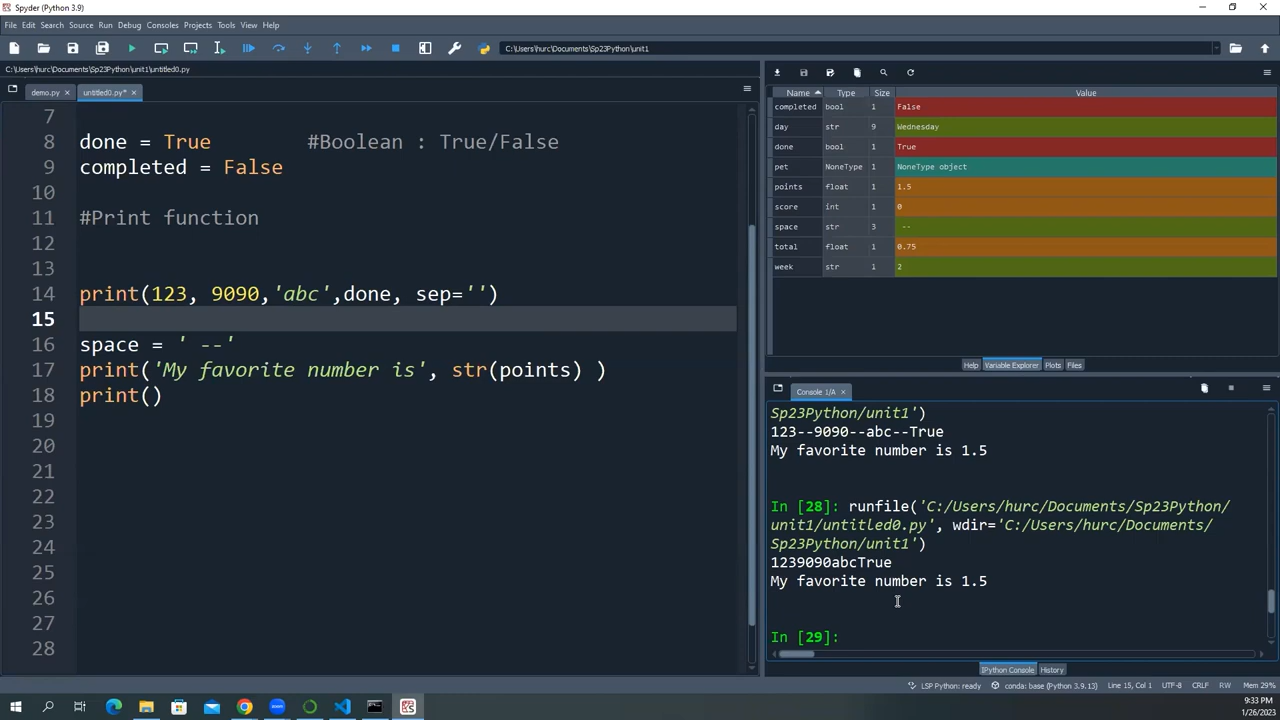 Spyder (Python 3.9)
File Edit Search Source Run Debug Consoles Projects Tools View Help
C:\Users\hurc\Documents\Sp23Python\unit1
C:\Users\hurc\Documents\Sp23Python\unit1\untitled0.py
demo.py
untitled0.py*
7
8 done = True #Boolean : True/False
9 completed = False
10
11 #Print function
12
13
14 print(123, 9090,'abc',done, sep='')
15
16 space = ' --'
17 print('My favorite number is', str(points) )
18 print()
19
20
21
22
23
24
25
26
27
28
Name Type Size Value
completed bool 1 False
day str 9 Wednesday
done bool 1 True
pet NoneType 1 NoneType object
points float 1 1.5
score int 1 0
space str 3 --
total float 1 0.75
week str 1 2
Help Variable Explorer Plots Files
Console 1/A
Sp23Python/unit1')
123--9090--abc--True
My favorite number is 1.5
In [28]: runfile('C:/Users/hurc/Documents/Sp23Python/
unit1/untitled0.py', wdir='C:/Users/hurc/Documents/
Sp23Python/unit1')
1239090abcTrue
My favorite number is 1.5
In [29]:
IPython Console History
LSP Python: ready conda: base (Python 3.9.13) Line 15, Col 1 UTF-8 CRLF RW Mem 29%
9:33 PM
1/26/2023